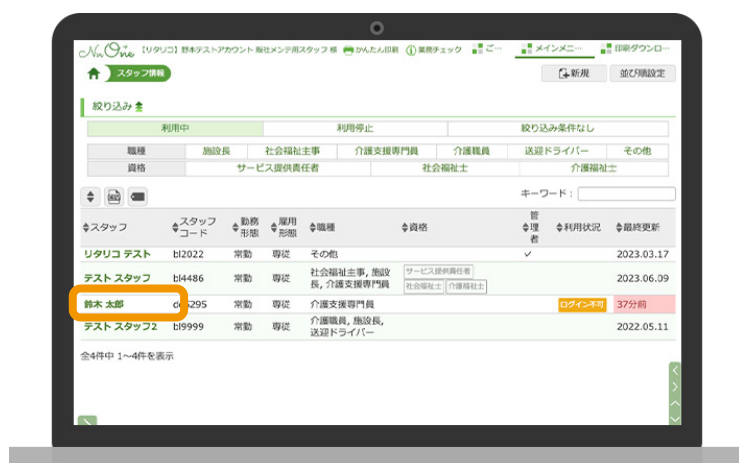 NuOne 【リタリコ】野本テストアカウント 販社メンテ用スタッフ 様 かんたん印刷 業務チェック ご… メインメニ… 印刷ダウンロ…
スタッフ情報 新規 並び順設定
絞り込み
利用中 利用停止 絞り込み条件なし
職種 施設長 社会福祉主事 介護支援専門員 介護職員 送迎ドライバー その他
資格 サービス提供責任者 社会福祉士 介護福祉士
キーワード：
スタッフ スタッフコード 勤務形態 雇用形態 職種 資格 管理者 利用状況 最終更新
リタリコ テスト bl2022 常勤 専従 その他 ✓ 2023.03.17
テスト スタッフ bl4486 常勤 専従 社会福祉主事, 施設長, 介護支援専門員 サービス提供責任者 社会福祉士 介護福祉士 2023.06.09
鈴木 太郎 5295 常勤 専従 介護支援専門員 ログイン不可 37分前
テスト スタッフ2 bl9999 常勤 専従 介護職員, 施設長, 送迎ドライバー 2022.05.11
全4件中 1～4件を表示